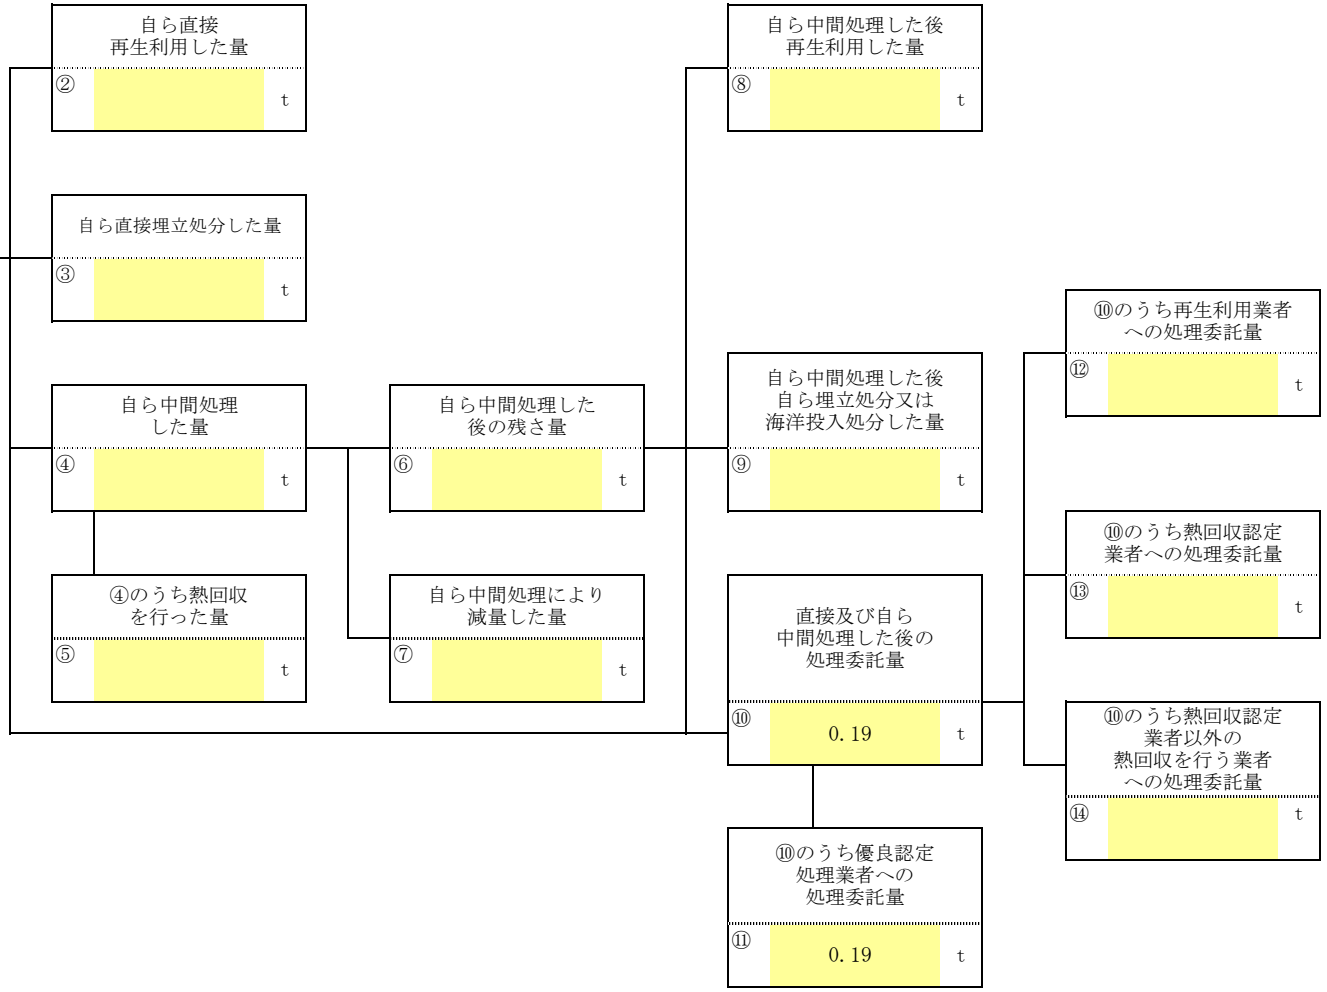 自ら直接
再生利用した量
②
t
自ら中間処理した後
再生利用した量
⑧
t
自ら直接埋立処分した量
③
t
⑩のうち再生利用業者
への処理委託量
⑫
t
自ら中間処理
した量
④
t
自ら中間処理した
後の残さ量
⑥
t
自ら中間処理した後
自ら埋立処分又は
海洋投入処分した量
⑨
t
⑩のうち熱回収認定
業者への処理委託量
⑬
t
④のうち熱回収
を行った量
⑤
t
自ら中間処理により
減量した量
⑦
t
直接及び自ら
中間処理した後の
処理委託量
⑩
0.19
t
⑩のうち熱回収認定
業者以外の
熱回収を行う業者
への処理委託量
⑭
t
⑩のうち優良認定
処理業者への
処理委託量
⑪
0.19
t